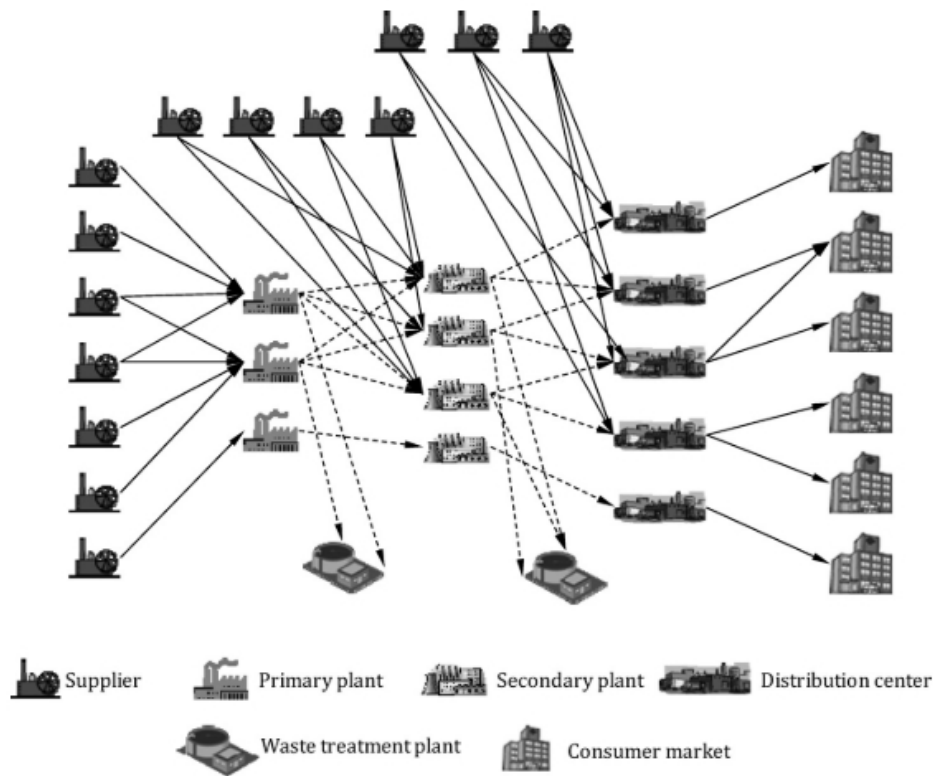 Supplier
Primary plant
Secondary plant
Distribution center
Waste treatment plant
Consumer market